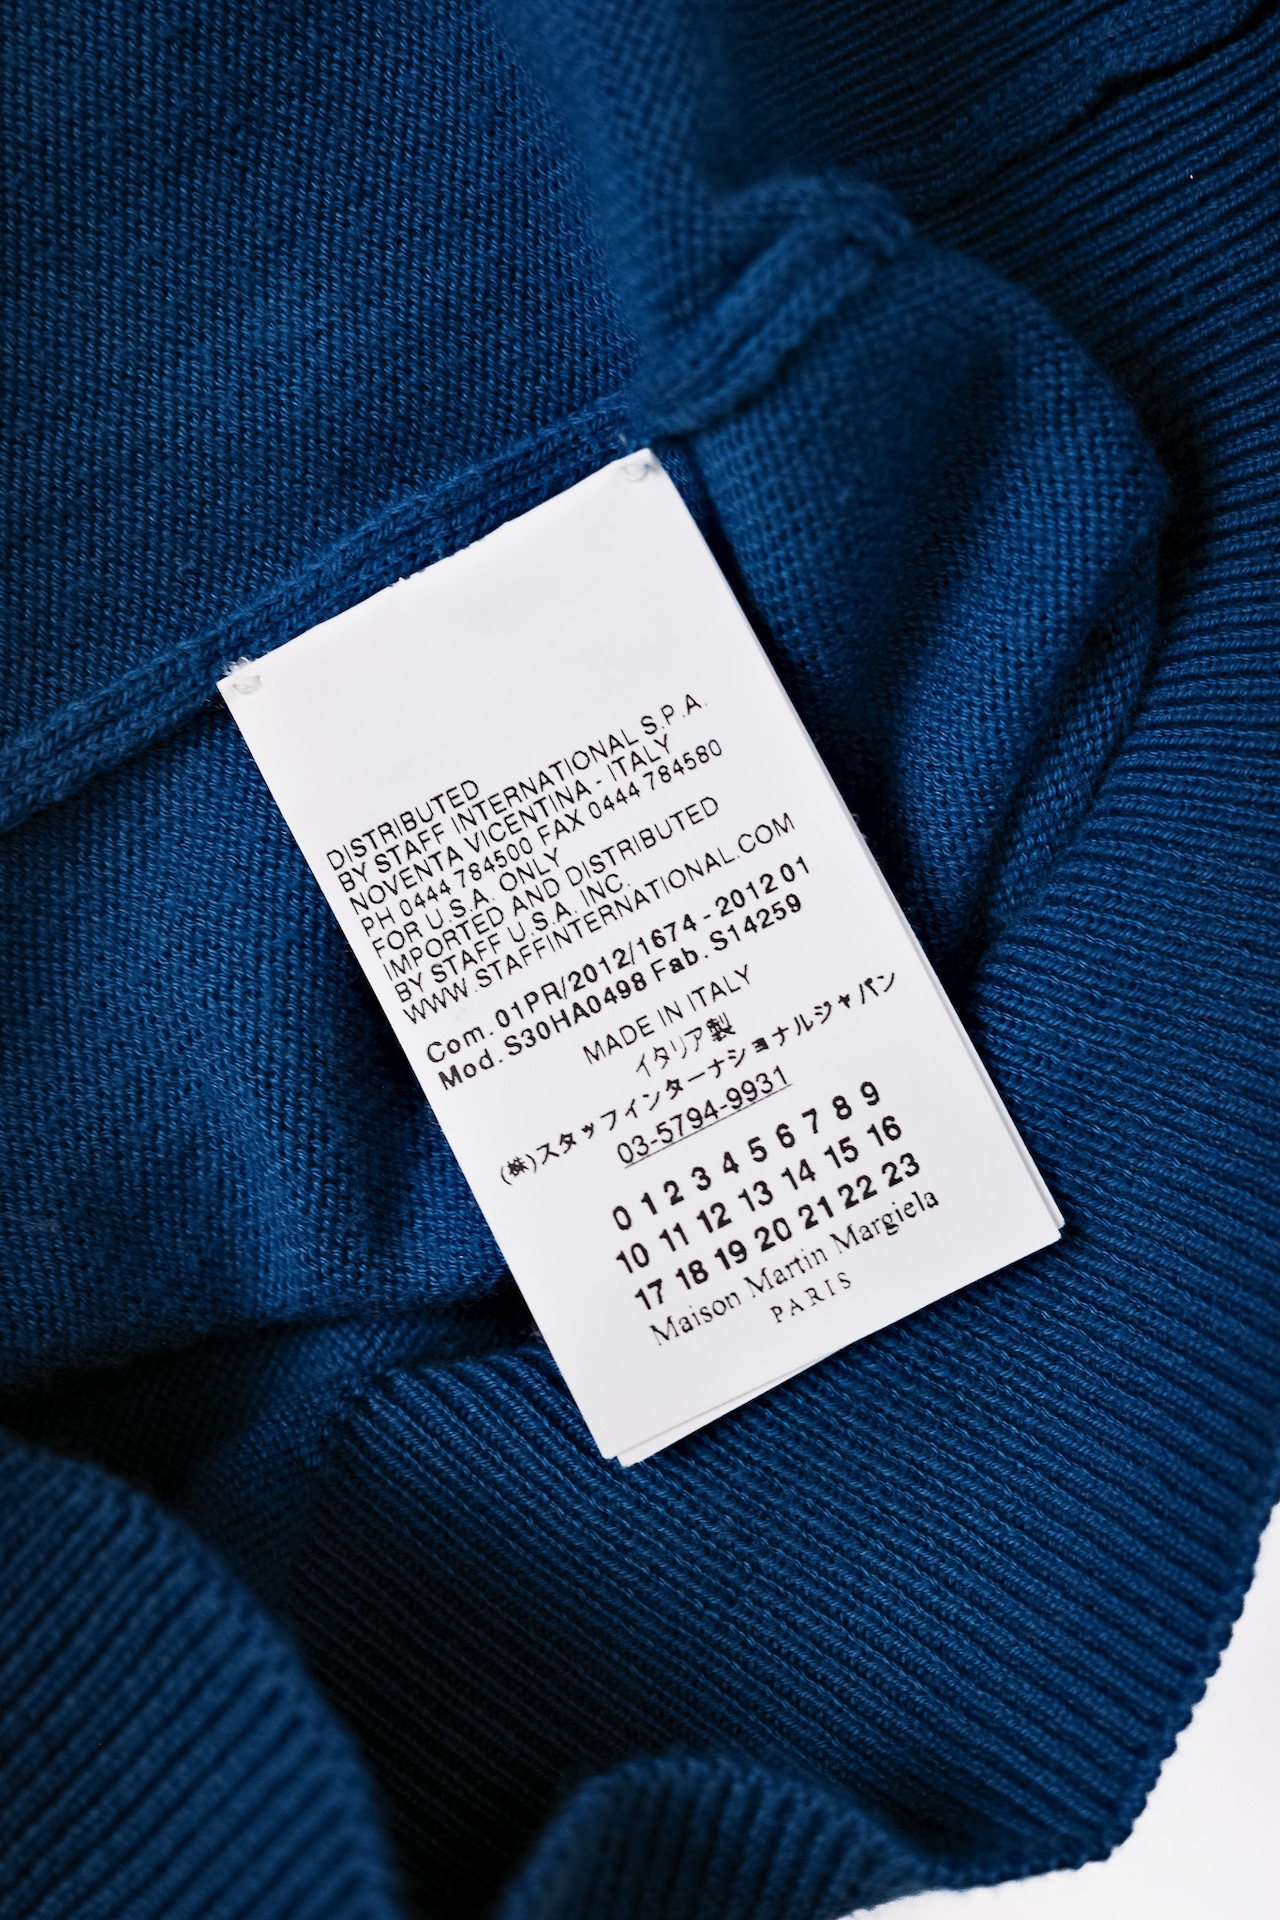 DISTRIBUTED
BY STAFF INTERNATIONAL S.P.A.
NOVENTA VICENTINA - ITALY
PH 0444 784500 FAX 0444 784580
FOR U.S.A. ONLY
IMPORTED AND DISTRIBUTED
BY STAFF U.S.A. INC.
WWW.STAFFINTERNATIONAL.COM
Com. 01PR/2012/1674 - 2012 01
Mod. S30HA0498 Fab. S14259
MADE IN ITALY
イタリア製
(株)スタッフインターナショナルジャパン
03-5794-9931
0 1 2 3 4 5 6 7 8 9
10 11 12 13 14 15 16
17 18 19 20 21 22 23
Maison Martin Margiela
PARIS